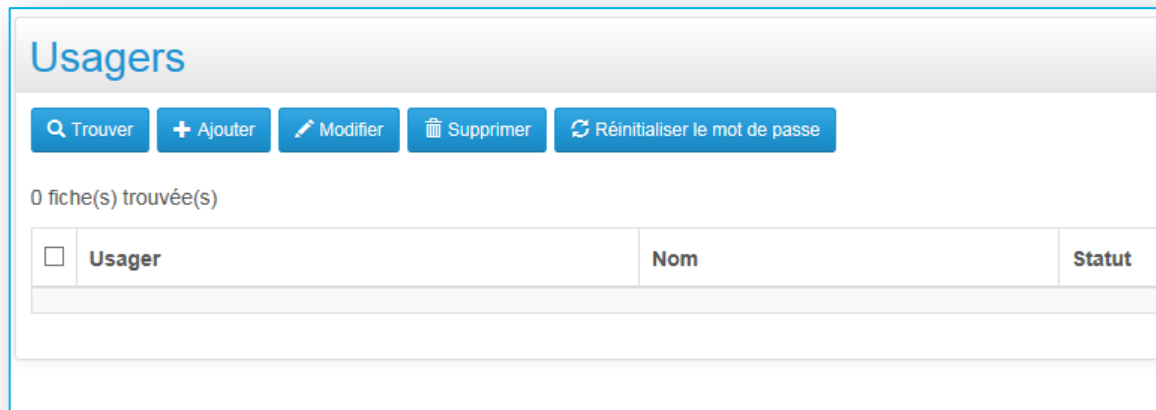 Usagers
Trouver Ajouter Modifier Supprimer Réinitialiser le mot de passe
0 fiche(s) trouvée(s)
Usager Nom Statut